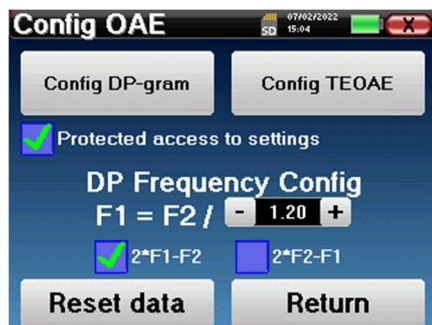 Config OAE
SD
07/02/2022
15:04
X
Config DP-gram
Config TEOAE
Protected access to settings
DP Frequency Config
F1 = F2 / - 1.20 +
2*F1-F2
2*F2-F1
Reset data
Return